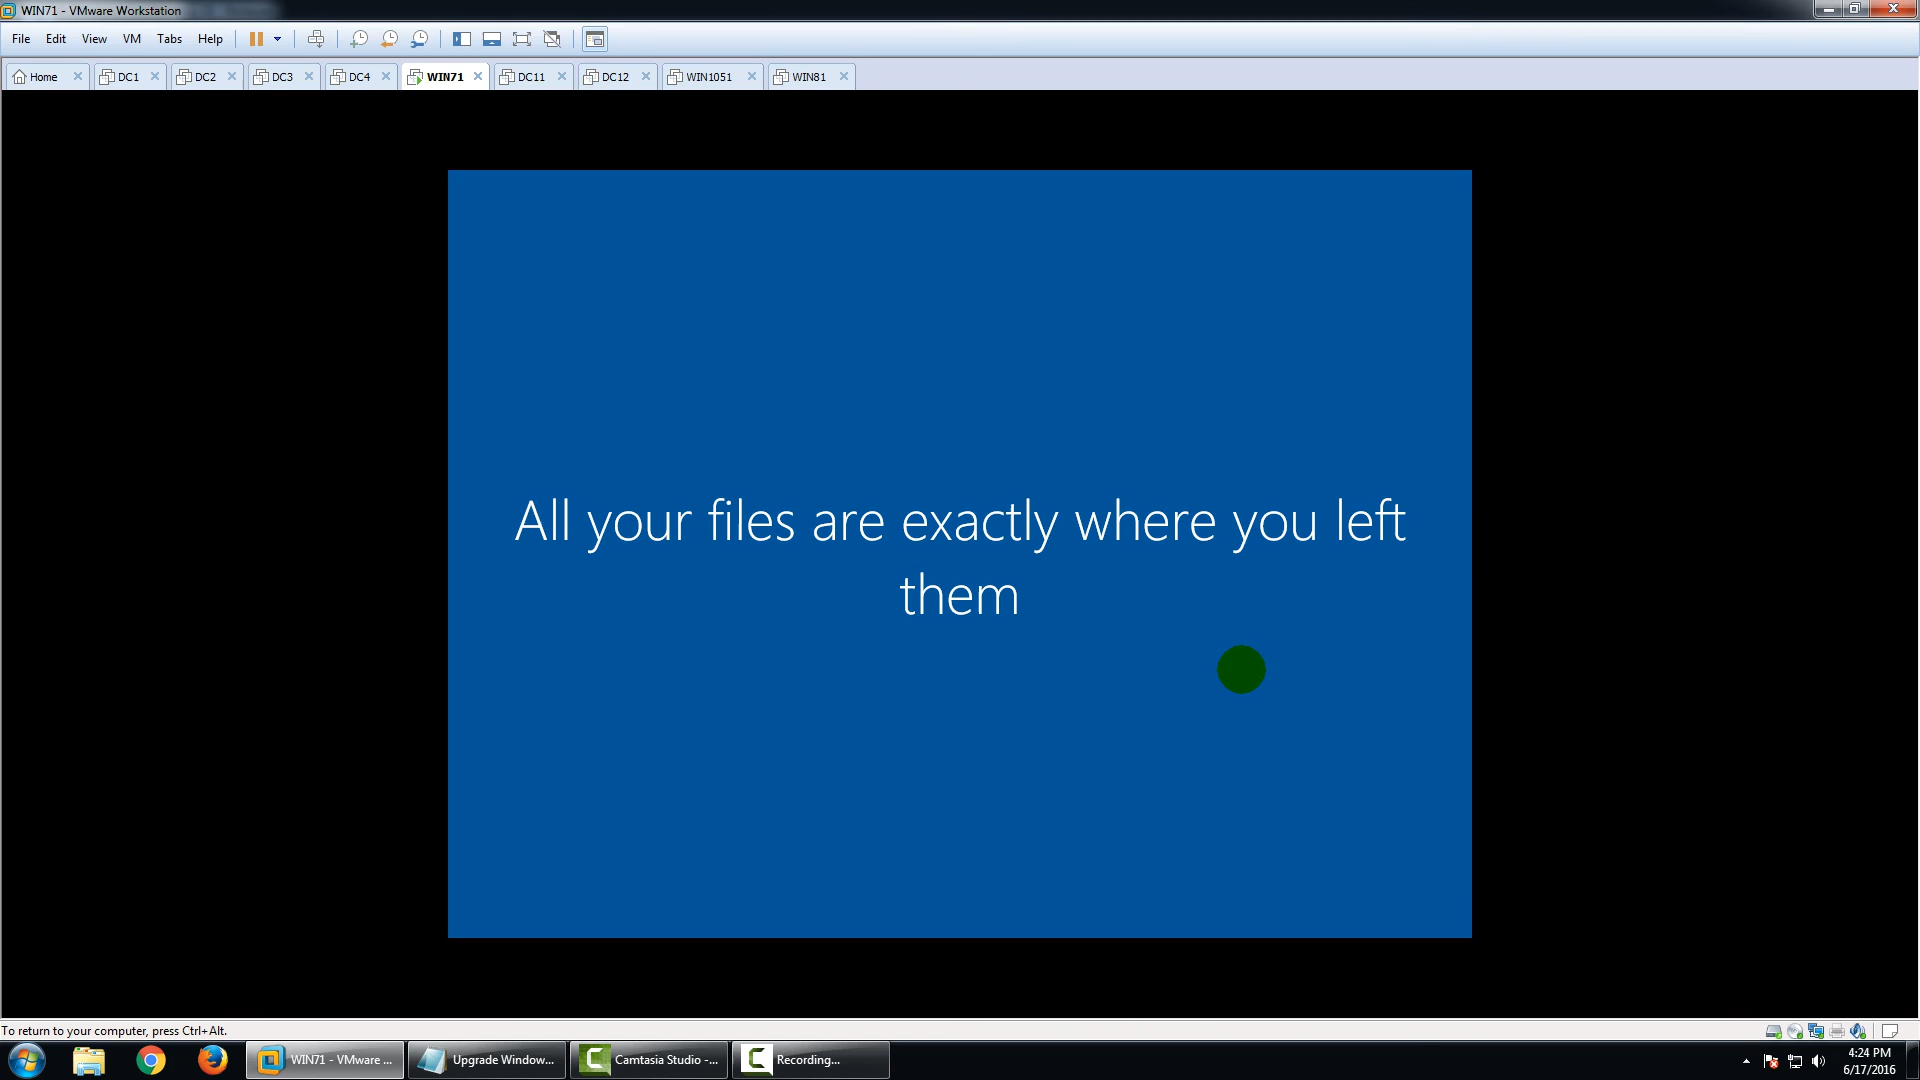 WIN71 - VMware Workstation
File Edit View VM Tabs Help
Home DC1 DC2 DC3 DC4 WIN71 DC11 DC12 WIN1051 WIN81
All your files are exactly where you left
them
To return to your computer, press Ctrl+Alt.
WIN71 - VMware ... Upgrade Window... Camtasia Studio -... Recording...
4:24 PM
6/17/2016